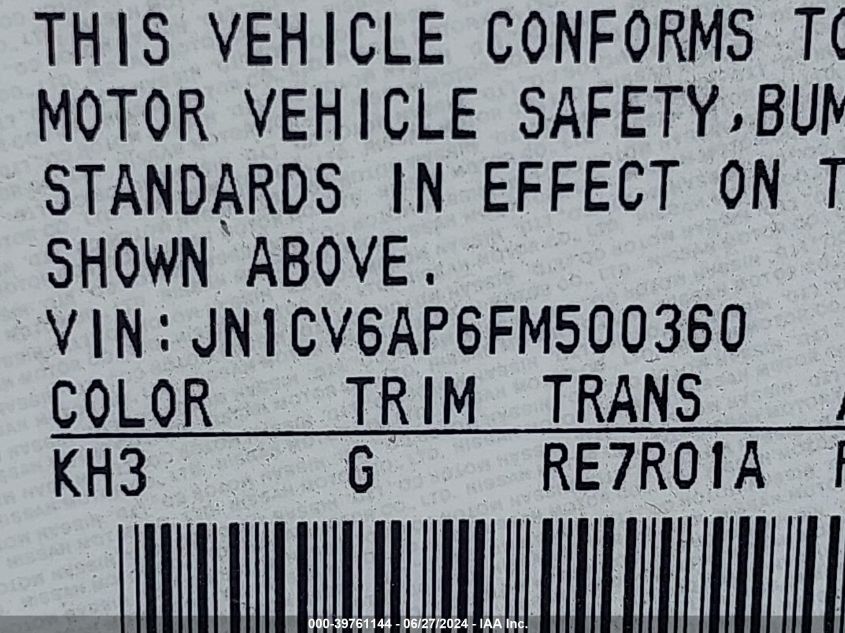 THIS VEHICLE CONFORMS TO
MOTOR VEHICLE SAFETY, BUM
STANDARDS IN EFFECT ON T
SHOWN ABOVE.
VIN: JN1CV6AP6FM500360
COLOR TRIM TRANS
KH3 G RE7R01A
000-39761144 - 06/27/2024 - IAA Inc.